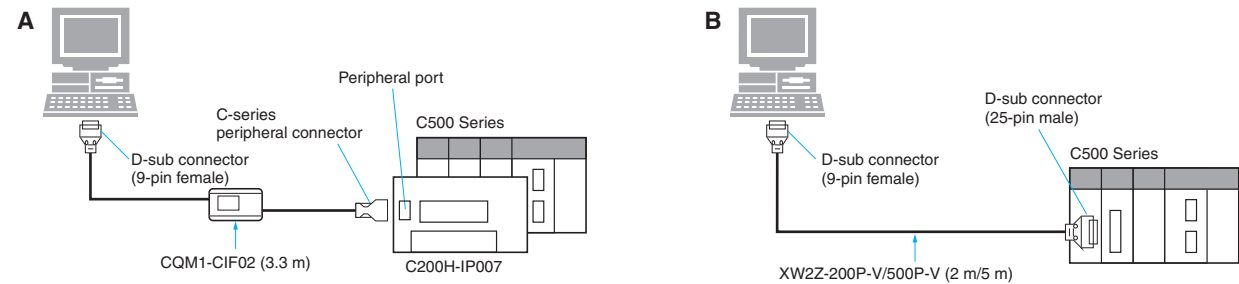 A
Peripheral port
C-series
peripheral connector
C500 Series
D-sub connector
(9-pin female)
CQM1-CIF02 (3.3 m)
C200H-IP007
B
D-sub connector
(25-pin male)
C500 Series
D-sub connector
(9-pin female)
XW2Z-200P-V/500P-V (2 m/5 m)